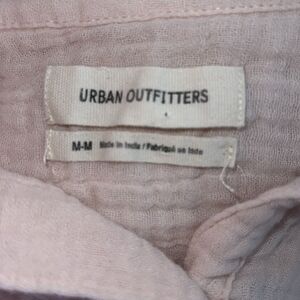 URBAN OUTFITTERS
M-M Made in India / Fabriqué en Inde